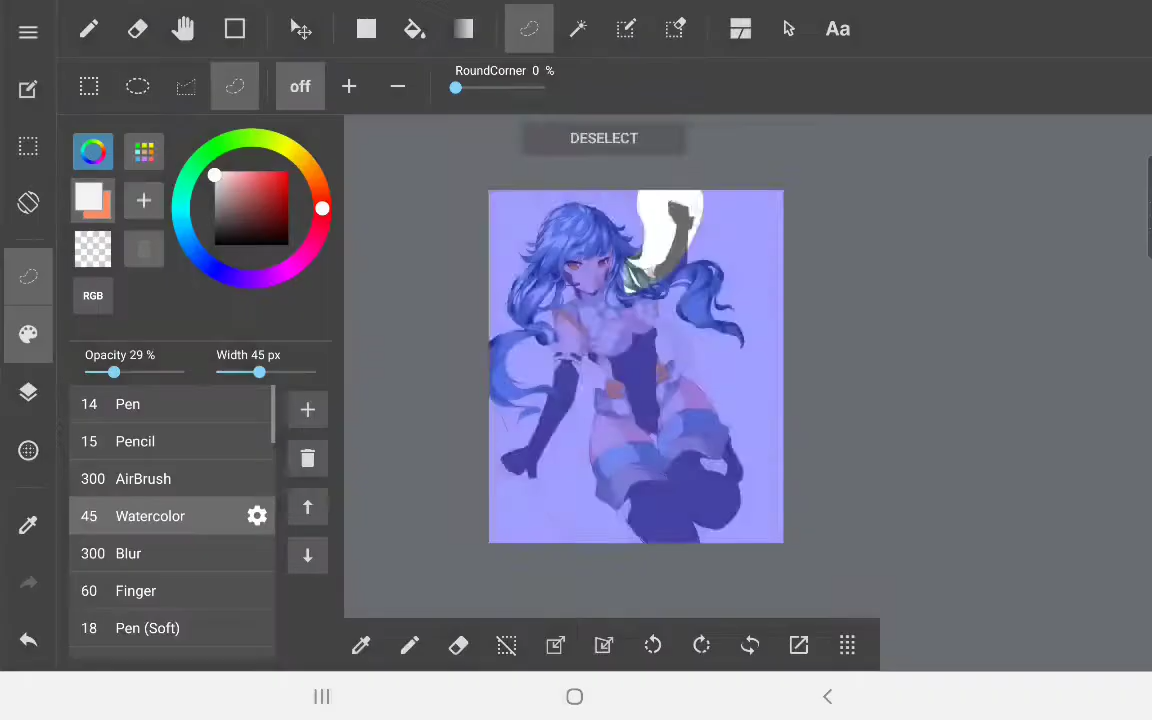 Aa
off
RoundCorner 0 %
DESELECT
RGB
Opacity 29 %
Width 45 px
14 Pen
15 Pencil
300 AirBrush
45 Watercolor
300 Blur
60 Finger
18 Pen (Soft)